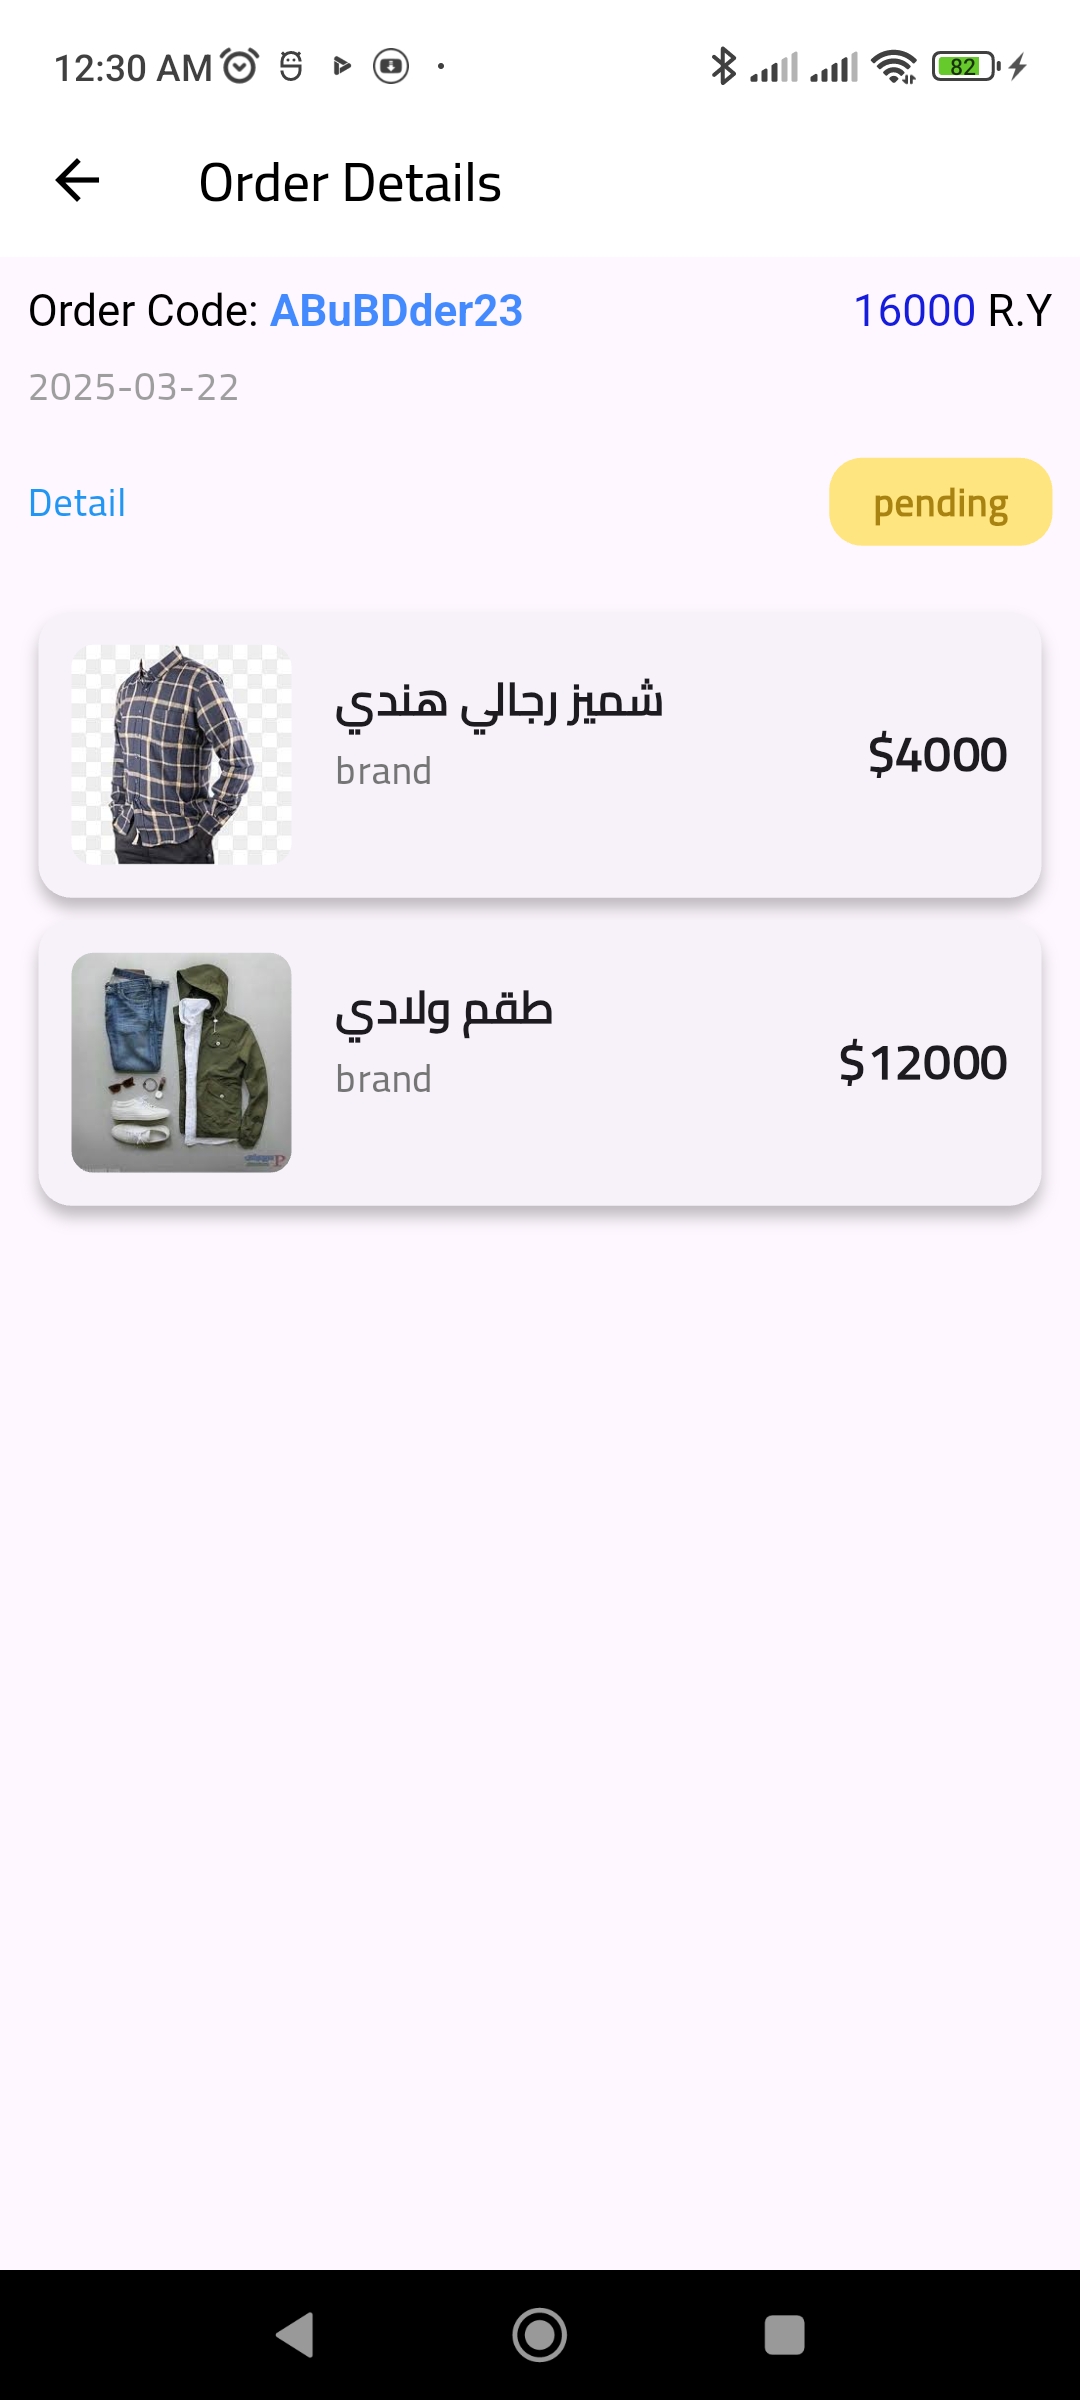 12:30 AM
82
Order Details
Order Code: ABuBDder23
16000 R.Y
2025-03-22
Detail
pending
شميز رجالي هندي
brand
$4000
طقم ولادي
brand
$12000